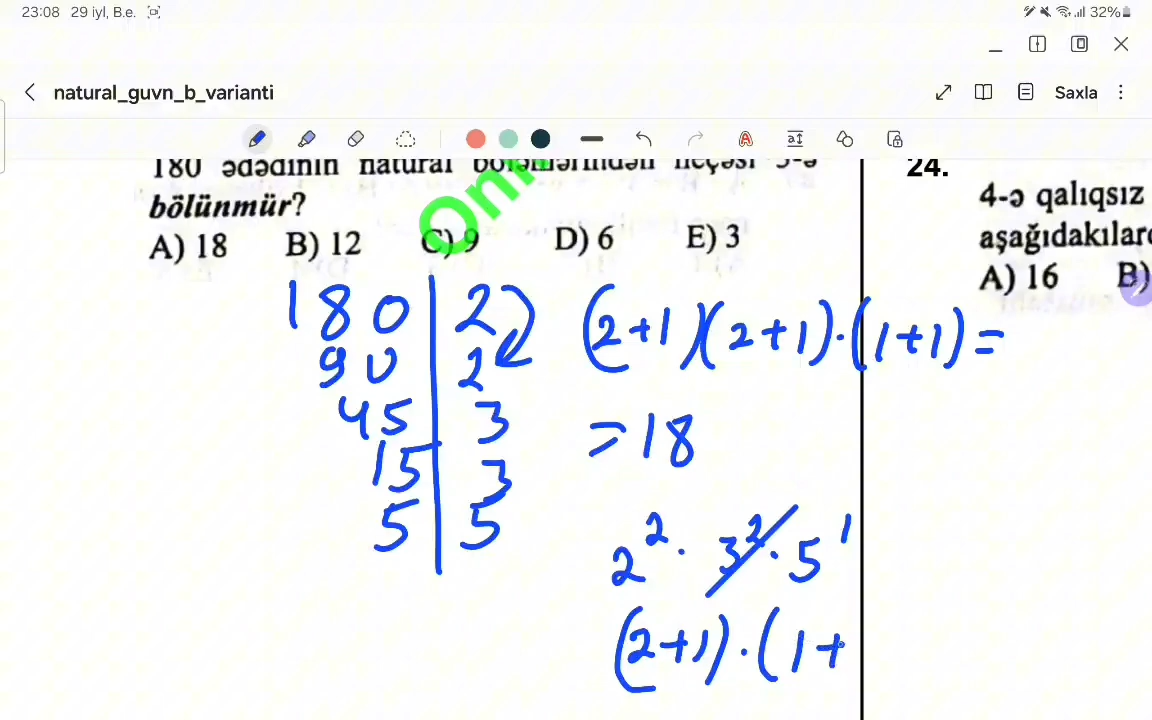 23:08 29 iyl, B.e. 32%
natural_guvn_b_varianti
Saxla
180 ədədinin natural bölənlərindən neçəsi 3-ə
bölünmür?
A) 18 B) 12 C) 9 D) 6 E) 3
24.
4-ə qalıqsız
A) 16 B)
180 | 2
90 | 2
45 | 3
15 | 3
5 | 5
(2+1)(2+1)·(1+1)=
=18
2²· 3²· 5¹
(2+1)·(1+